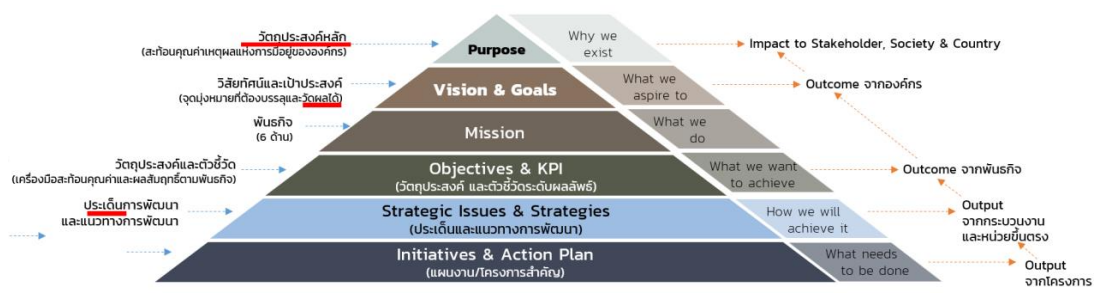 วัตถุประสงค์หลัก
(สะท้อนคุณค่าเหตุผลแห่งการมีอยู่ขององค์กร)
Purpose
Why we
exist
Impact to Stakeholder, Society & Country
วิสัยทัศน์และเป้าประสงค์
(จุดมุ่งหมายที่ต้องบรรลุและวัดผลได้)
Vision & Goals
What we
aspire to
Outcome จากองค์กร
พันธกิจ
(6 ด้าน)
Mission
What we
do
วัตถุประสงค์และตัวชี้วัด
(เครื่องมือสะท้อนคุณค่าและผลสัมฤทธิ์ตามพันธกิจ)
Objectives & KPI
(วัตถุประสงค์ และตัวชี้วัดระดับผลลัพธ์)
What we want
to achieve
Outcome จากพันธกิจ
ประเด็นการพัฒนา
และแนวทางการพัฒนา
Strategic Issues & Strategies
(ประเด็นและแนวทางการพัฒนา)
How we will
achieve it
Output
จากกระบวนงาน
และหน่วยขึ้นตรง
Initiatives & Action Plan
(แผนงาน/โครงการสำคัญ)
What needs
to be done
Output
จากโครงการ